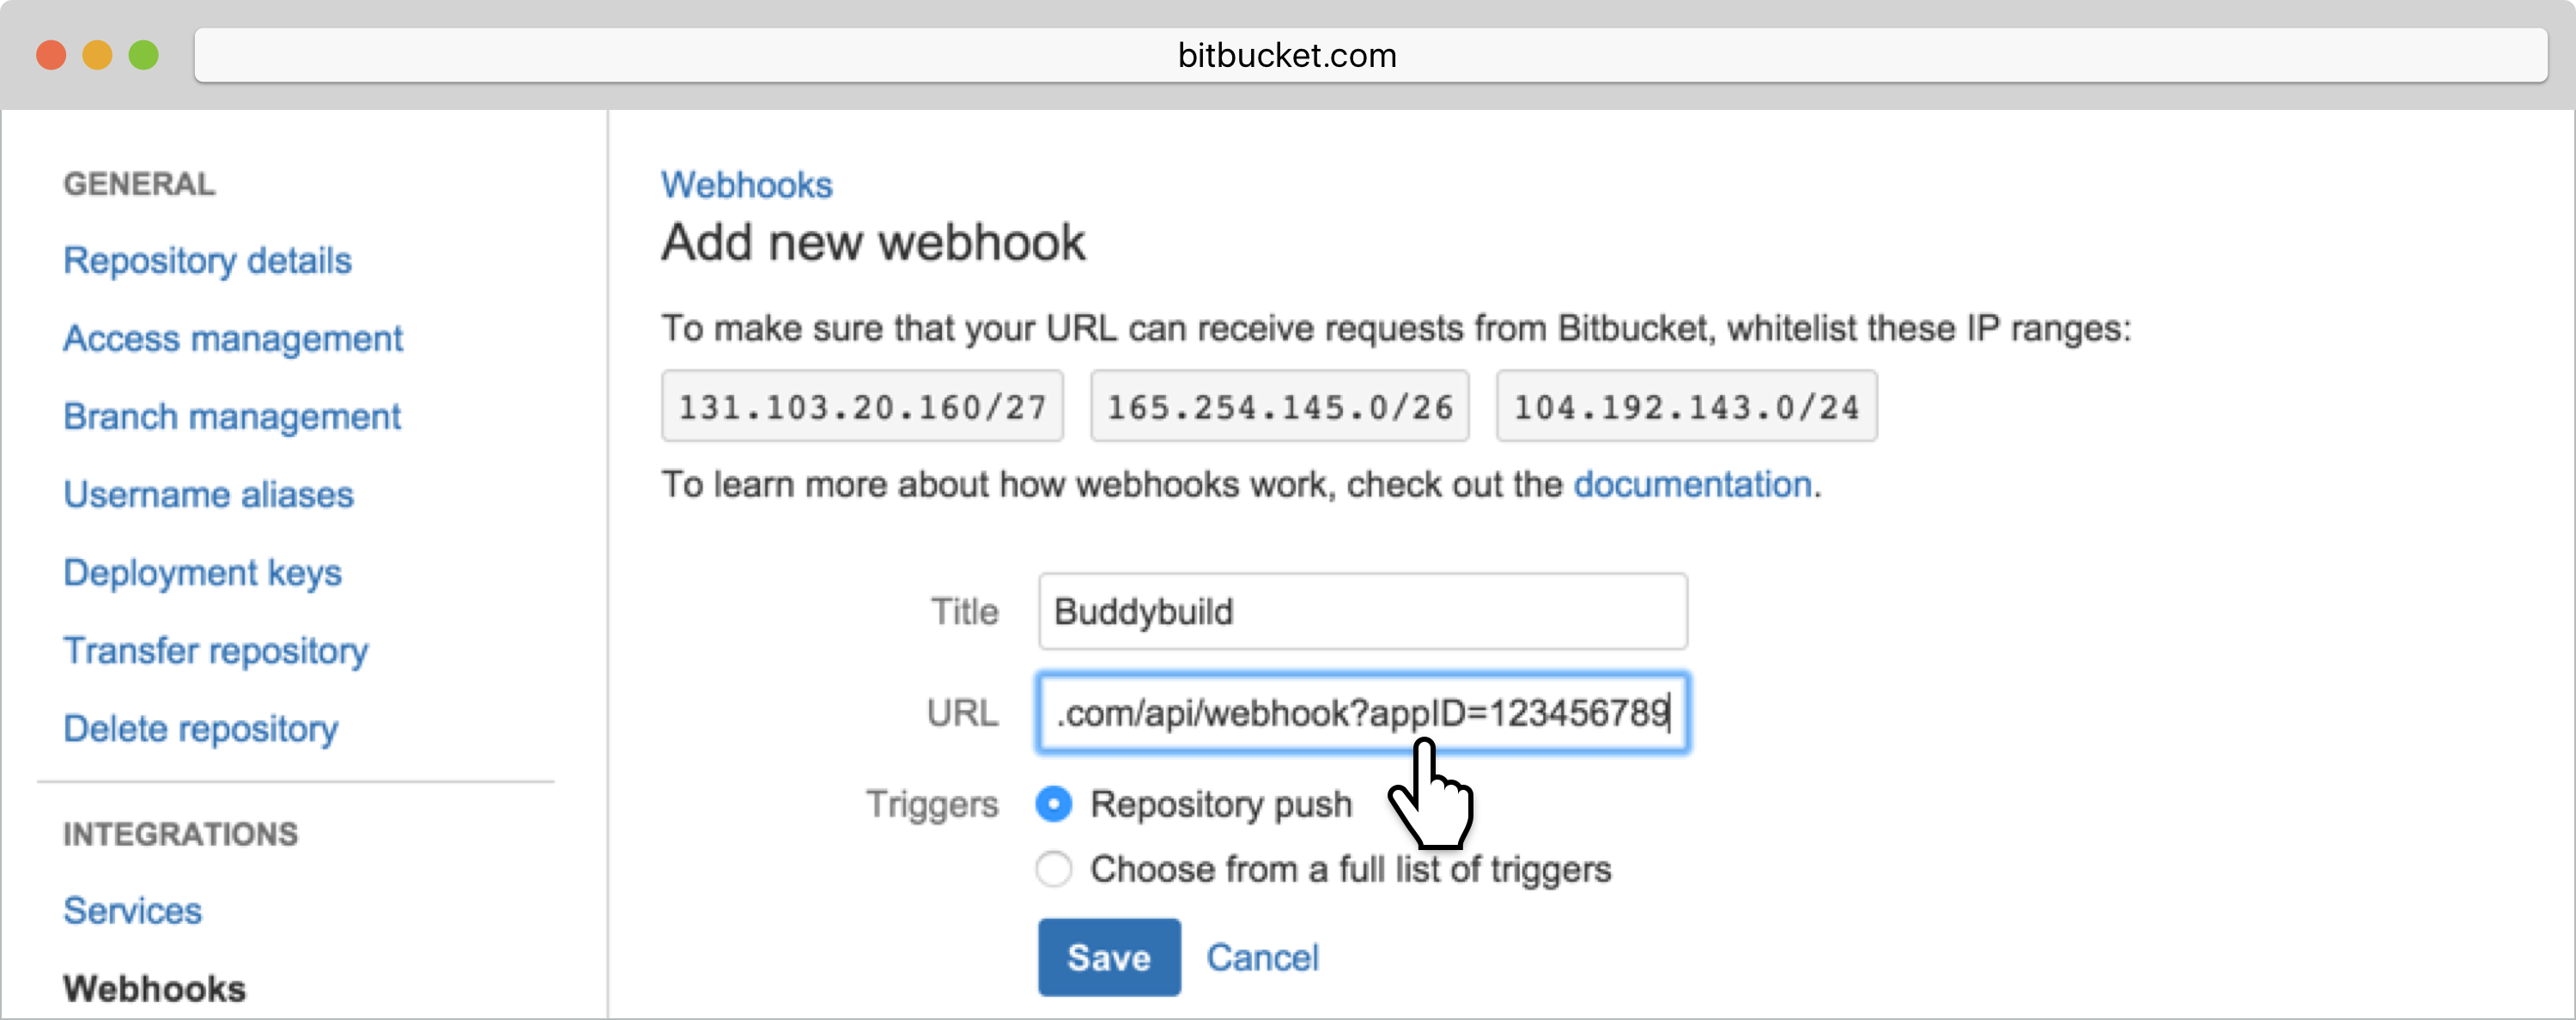 bitbucket.com
GENERAL
Repository details
Access management
Branch management
Username aliases
Deployment keys
Transfer repository
Delete repository
INTEGRATIONS
Services
Webhooks
Webhooks
Add new webhook
To make sure that your URL can receive requests from Bitbucket, whitelist these IP ranges:
131.103.20.160/27 165.254.145.0/26 104.192.143.0/24
To learn more about how webhooks work, check out the documentation.
Title Buddybuild
URL .com/api/webhook?appID=123456789
Triggers Repository push
Choose from a full list of triggers
Save Cancel